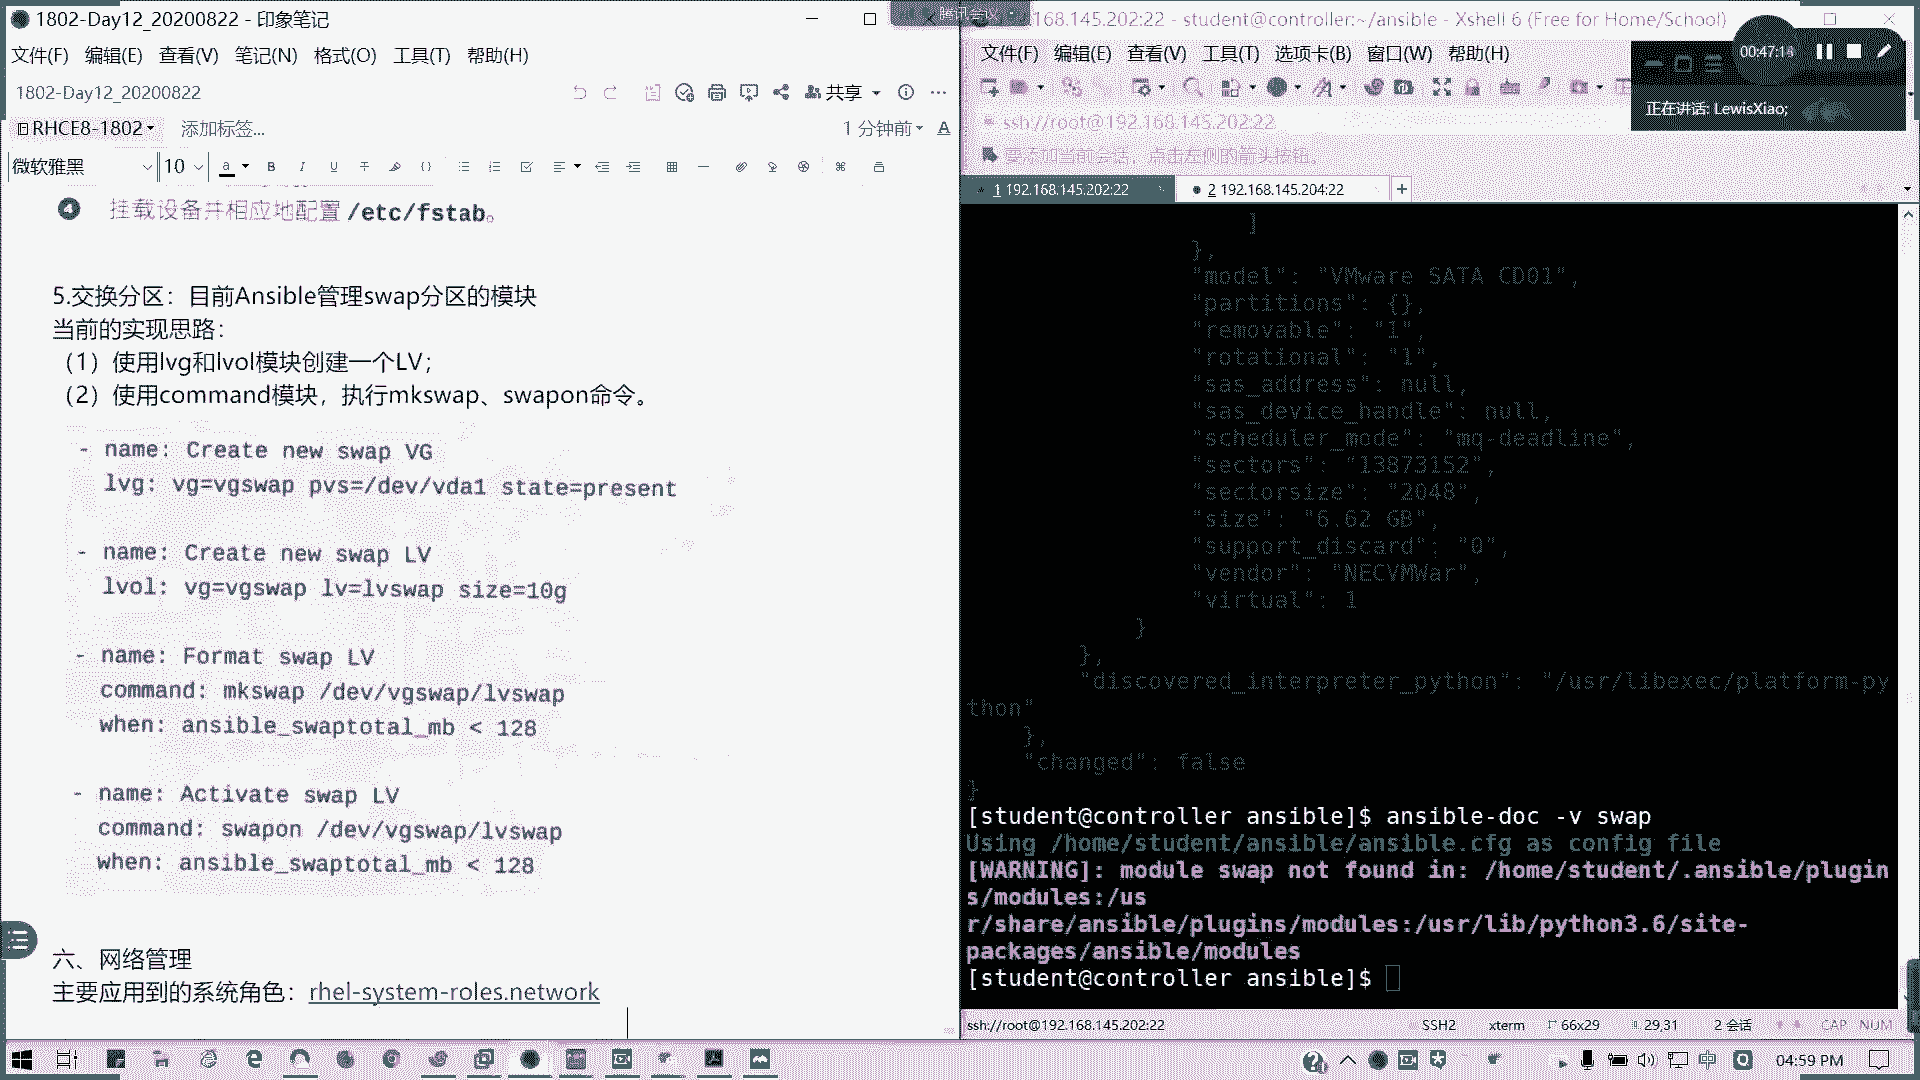 1802-Day12_20200822 - 印象笔记
文件(F) 编辑(E) 查看(V) 笔记(N) 格式(O) 工具(T) 帮助(H)
1802-Day12_20200822
共享
RHCE8-1802
添加标签...
1 分钟前
微软雅黑
10
4 挂载设备并相应地配置 /etc/fstab。
5.交换分区：目前Ansible管理swap分区的模块
当前的实现思路：
（1）使用lvg和lvol模块创建一个LV；
（2）使用command模块，执行mkswap、swapon命令。
- name: Create new swap VG
lvg: vg=vgswap pvs=/dev/vda1 state=present
- name: Create new swap LV
lvol: vg=vgswap lv=lvswap size=10g
- name: Format swap LV
command: mkswap /dev/vgswap/lvswap
when: ansible_swaptotal_mb < 128
- name: Activate swap LV
command: swapon /dev/vgswap/lvswap
when: ansible_swaptotal_mb < 128
六、网络管理
主要应用到的系统角色：rhel-system-roles.network
腾讯会议
.168.145.202:22 - student@controller:~/ansible - Xshell 6 (Free for Home/School)
文件(F) 编辑(E) 查看(V) 工具(T) 选项卡(B) 窗口(W) 帮助(H)
00:47:14
正在讲话: LewisXiao;
ssh://root@192.168.145.202:22
要添加当前会话，点击左侧的箭头按钮。
1 192.168.145.202:22
2 192.168.145.204:22
]
},
"model": "VMware SATA CD01",
"partitions": {},
"removable": "1",
"rotational": "1",
"sas_address": null,
"sas_device_handle": null,
"scheduler_mode": "mq-deadline",
"sectors": "13873152",
"sectorsize": "2048",
"size": "6.62 GB",
"support_discard": "0",
"vendor": "NECVMWar",
"virtual": 1
}
},
"discovered_interpreter_python": "/usr/libexec/platform-py
thon"
},
"changed": false
}
[student@controller ansible]$ ansible-doc -v swap
Using /home/student/ansible/ansible.cfg as config file
[WARNING]: module swap not found in: /home/student/.ansible/plugin
s/modules:/us
r/share/ansible/plugins/modules:/usr/lib/python3.6/site-
packages/ansible/modules
[student@controller ansible]$
ssh://root@192.168.145.202:22
SSH2
xterm
66x29
29,31
2 会话
CAP NUM
中
04:59 PM